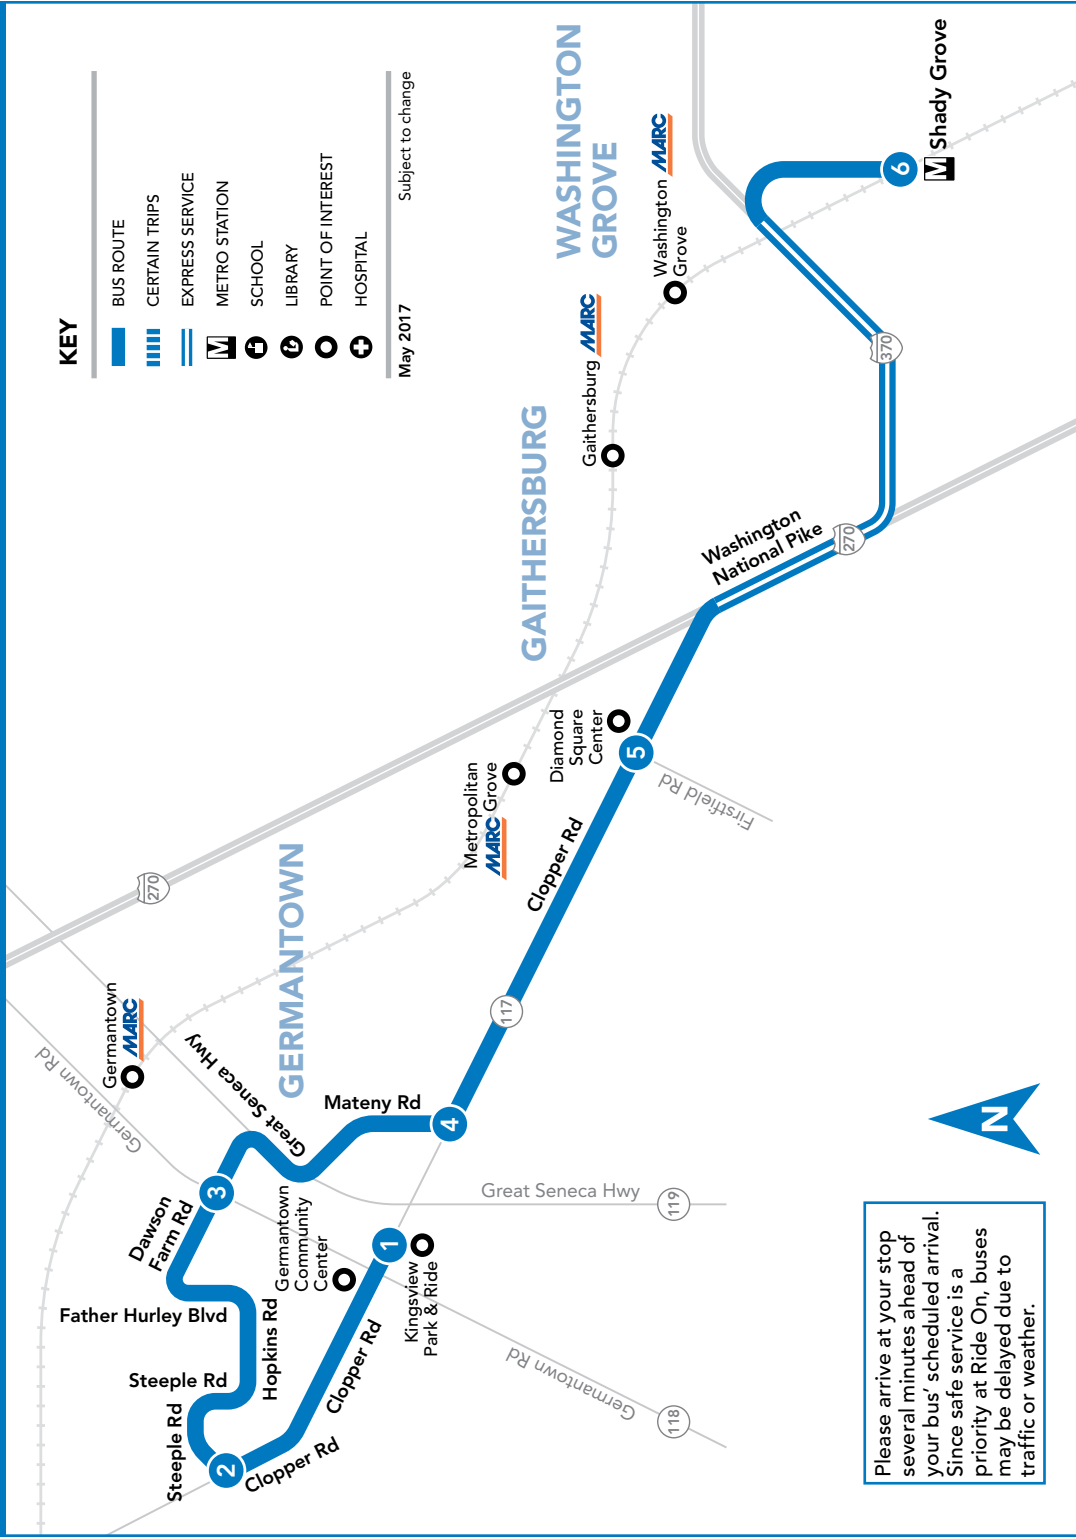 KEY
BUS ROUTE
CERTAIN TRIPS
EXPRESS SERVICE
METRO STATION
SCHOOL
LIBRARY
POINT OF INTEREST
HOSPITAL
May 2017
Subject to change
WASHINGTON
GROVE
Washington
Grove
MARC
M Shady Grove
6
370
Gaithersburg
MARC
GAITHERSBURG
Washington
National Pike
270
Diamond
Square
Center
5
Firstfield Rd
Metropolitan
Grove
MARC
Clopper Rd
117
270
GERMANTOWN
Germantown
MARC
Germantown Rd
Great Seneca Hwy
Mateny Rd
4
3
Dawson
Farm Rd
Germantown
Community
Center
1
Kingsview
Park & Ride
Great Seneca Hwy
119
Father Hurley Blvd
Hopkins Rd
Steeple Rd
Steeple Rd
2
Clopper Rd
Clopper Rd
Germantown Rd
118
N
Please arrive at your stop
several minutes ahead of
your bus' scheduled arrival.
Since safe service is a
priority at Ride On, buses
may be delayed due to
traffic or weather.